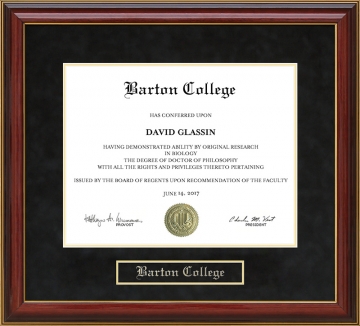 Barton College
HAS CONFERRED UPON
DAVID GLASSIN
HAVING DEMONSTRATED ABILITY BY ORIGINAL RESEARCH
IN BIOLOGY
THE DEGREE OF DOCTOR OF PHILOSOPHY
WITH ALL THE RIGHTS AND PRIVILEGES THERETO PERTAINING
ISSUED BY THE BOARD OF REGENTS UPON RECOMMENDATION OF THE FACULTY
JUNE 14, 2017
PROVOST
PRESIDENT
Barton College